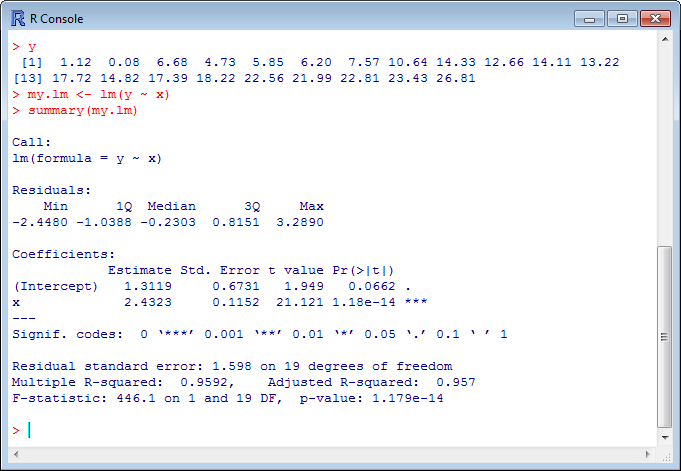 R Console
> y
 [1]  1.12  0.08  6.68  4.73  5.85  6.20  7.57 10.64 14.33 12.66 14.11 13.22
[13] 17.72 14.82 17.39 18.22 22.56 21.99 22.81 23.43 26.81
> my.lm <- lm(y ~ x)
> summary(my.lm)
Call:
lm(formula = y ~ x)
Residuals:
    Min      1Q  Median      3Q     Max
-2.4480 -1.0388 -0.2303  0.8151  3.2890
Coefficients:
            Estimate Std. Error t value Pr(>|t|)
(Intercept)   1.3119     0.6731   1.949   0.0662 .
x             2.4323     0.1152  21.121 1.18e-14 ***
---
Signif. codes:  0 ‘***’ 0.001 ‘**’ 0.01 ‘*’ 0.05 ‘.’ 0.1 ‘ ’ 1
Residual standard error: 1.598 on 19 degrees of freedom
Multiple R-squared:  0.9592,    Adjusted R-squared:  0.957
F-statistic: 446.1 on 1 and 19 DF,  p-value: 1.179e-14
>